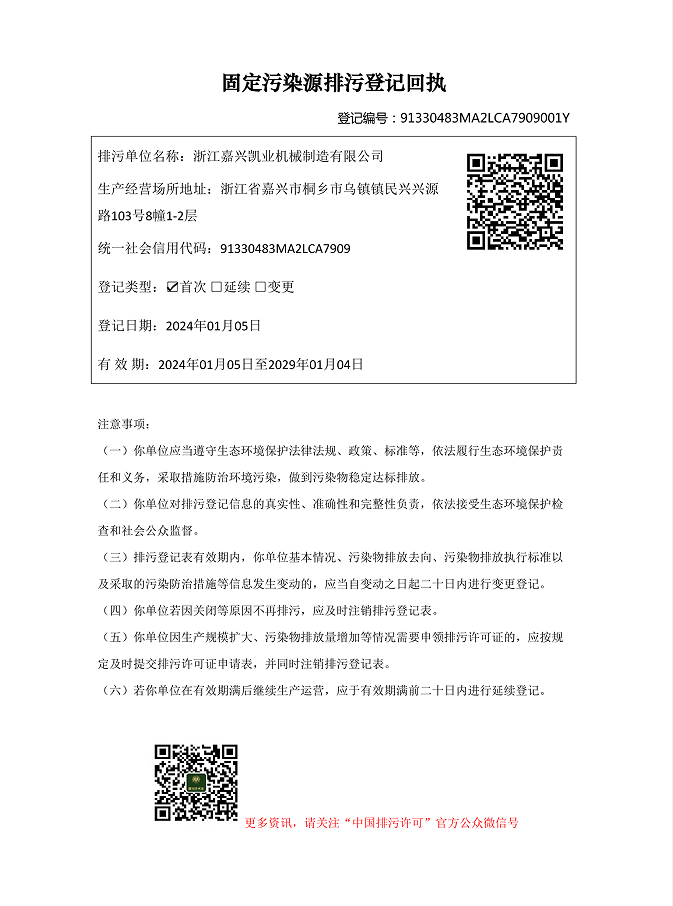 固定污染源排污登记回执
登记编号：91330483MA2LCA7909001Y
排污单位名称：浙江嘉兴凯业机械制造有限公司
生产经营场所地址：浙江省嘉兴市桐乡市乌镇镇民兴兴源
路103号8幢1-2层
统一社会信用代码：91330483MA2LCA7909
登记类型：☑首次 ☐延续 ☐变更
登记日期：2024年01月05日
有 效 期：2024年01月05日至2029年01月04日
注意事项：
（一）你单位应当遵守生态环境保护法律法规、政策、标准等，依法履行生态环境保护责
任和义务，采取措施防治环境污染，做到污染物稳定达标排放。
（二）你单位对排污登记信息的真实性、准确性和完整性负责，依法接受生态环境保护检
查和社会公众监督。
（三）排污登记表有效期内，你单位基本情况、污染物排放去向、污染物排放执行标准以
及采取的污染防治措施等信息发生变动的，应当自变动之日起二十日内进行变更登记。
（四）你单位若因关闭等原因不再排污，应及时注销排污登记表。
（五）你单位因生产规模扩大、污染物排放量增加等情况需要申领排污许可证的，应按规
定及时提交排污许可证申请表，并同时注销排污登记表。
（六）若你单位在有效期满后继续生产运营，应于有效期满前二十日内进行延续登记。
更多资讯，请关注“中国排污许可”官方公众微信号